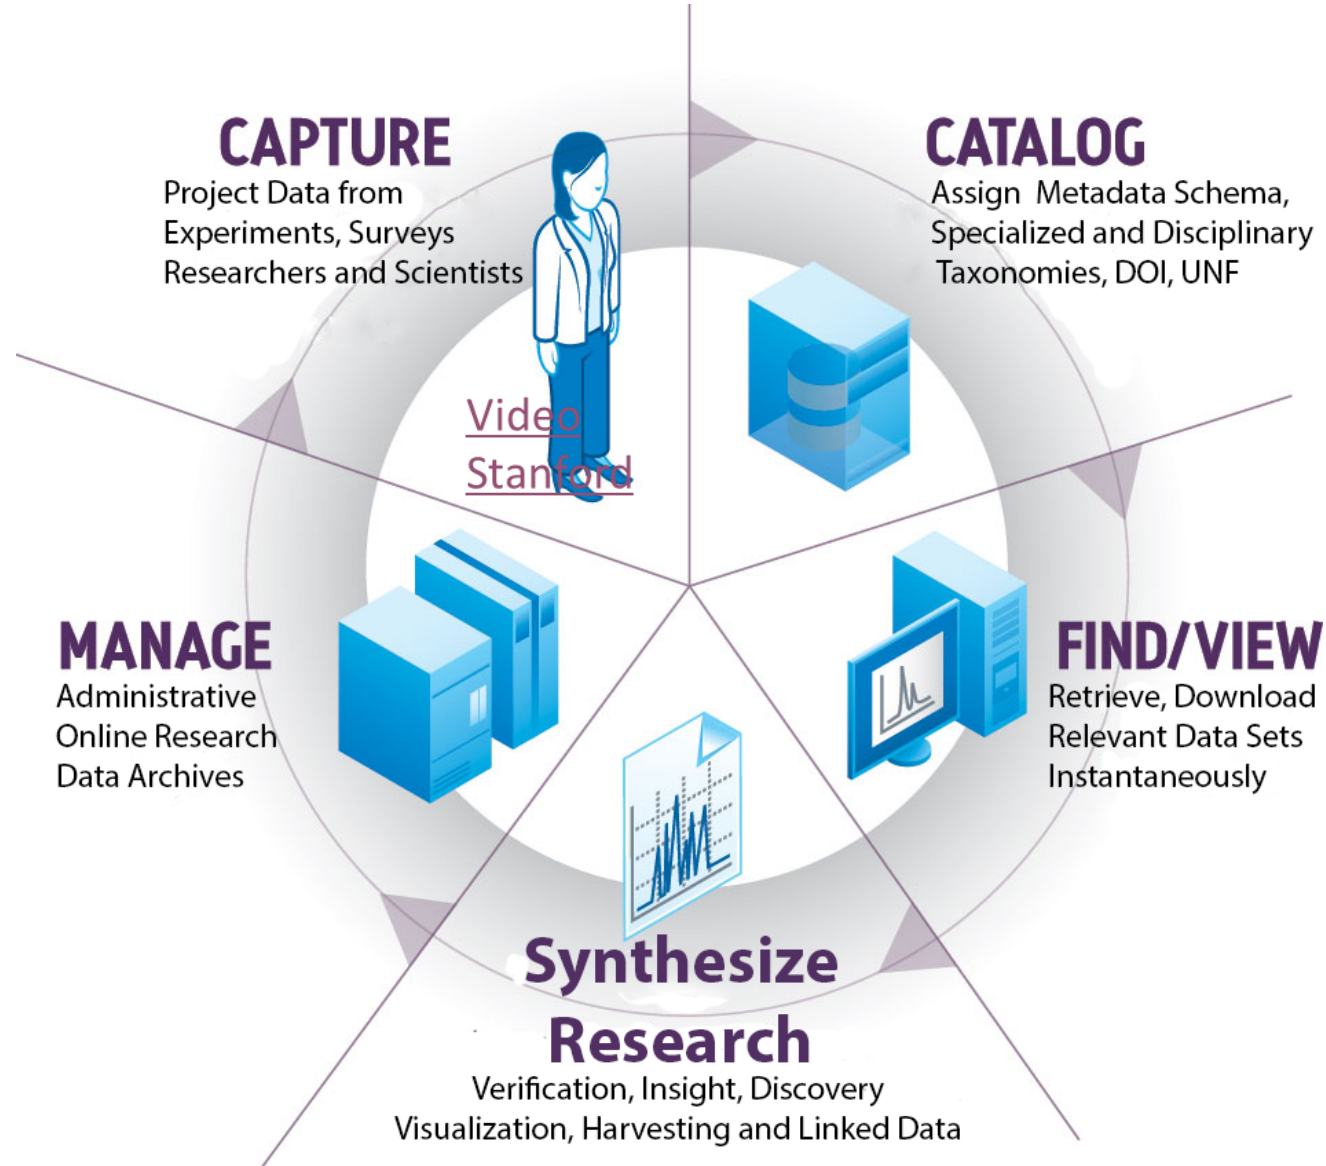 CAPTURE
Project Data from
Experiments, Surveys
Researchers and Scientists
CATALOG
Assign Metadata Schema,
Specialized and Disciplinary
Taxonomies, DOI, UNF
Video
Stanford
MANAGE
Administrative
Online Research
Data Archives
FIND/VIEW
Retrieve, Download
Relevant Data Sets
Instantaneously
Synthesize
Research
Verification, Insight, Discovery
Visualization, Harvesting and Linked Data